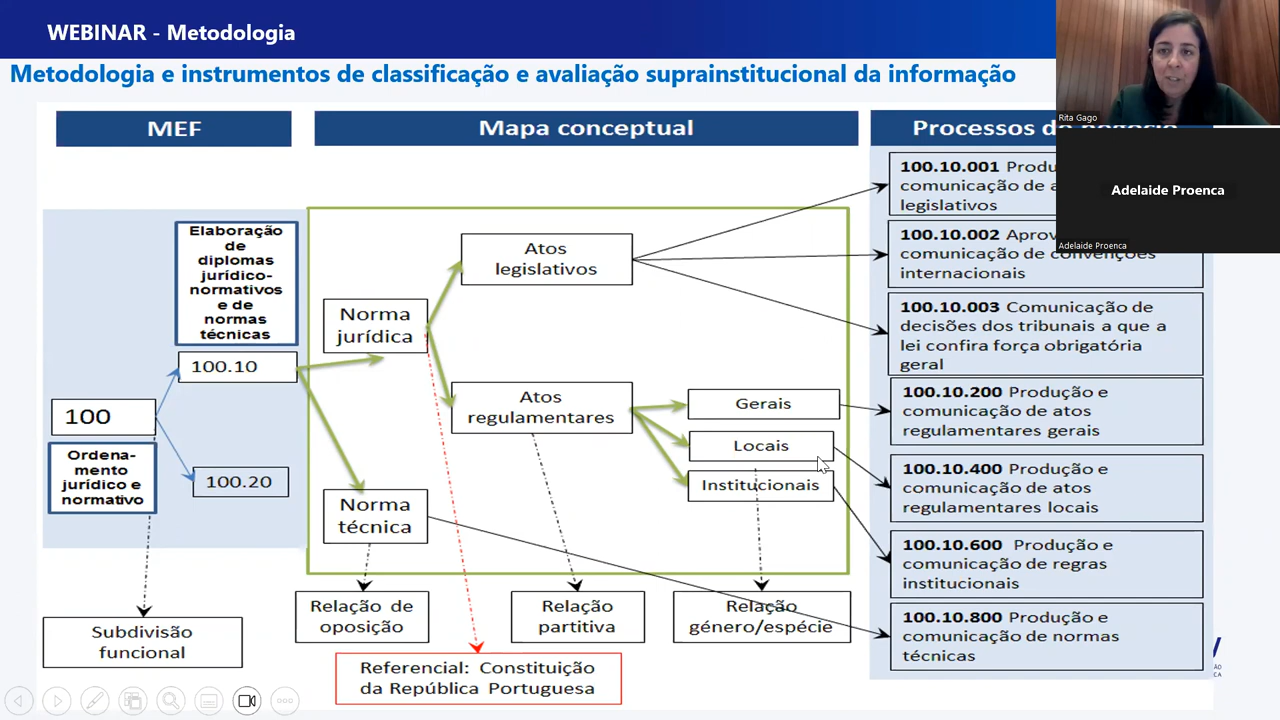 WEBINAR - Metodologia
Metodologia e instrumentos de classificação e avaliação suprainstitucional da informação
Rita Gago
Adelaide Proenca
Adelaide Proenca
MEF
Mapa conceptual
Processos
Elaboração
de
diplomas
jurídico-
normativos
e de
normas
técnicas
100.10
100
Ordena-
mento
jurídico e
normativo
100.20
Subdivisão
funcional
Norma
jurídica
Norma
técnica
Atos
legislativos
Atos
regulamentares
Gerais
Locais
Institucionais
Relação de
oposição
Relação
partitiva
Relação
género/espécie
Referencial: Constituição
da República Portuguesa
100.10.001
comunicação de
legislativos
100.10.002
comunicação de convenções
internacionais
100.10.003 Comunicação de
decisões dos tribunais a que a
lei confira força obrigatória
geral
100.10.200 Produção e
comunicação de atos
regulamentares gerais
100.10.400 Produção e
comunicação de atos
regulamentares locais
100.10.600 Produção e
comunicação de regras
institucionais
100.10.800 Produção e
comunicação de normas
técnicas